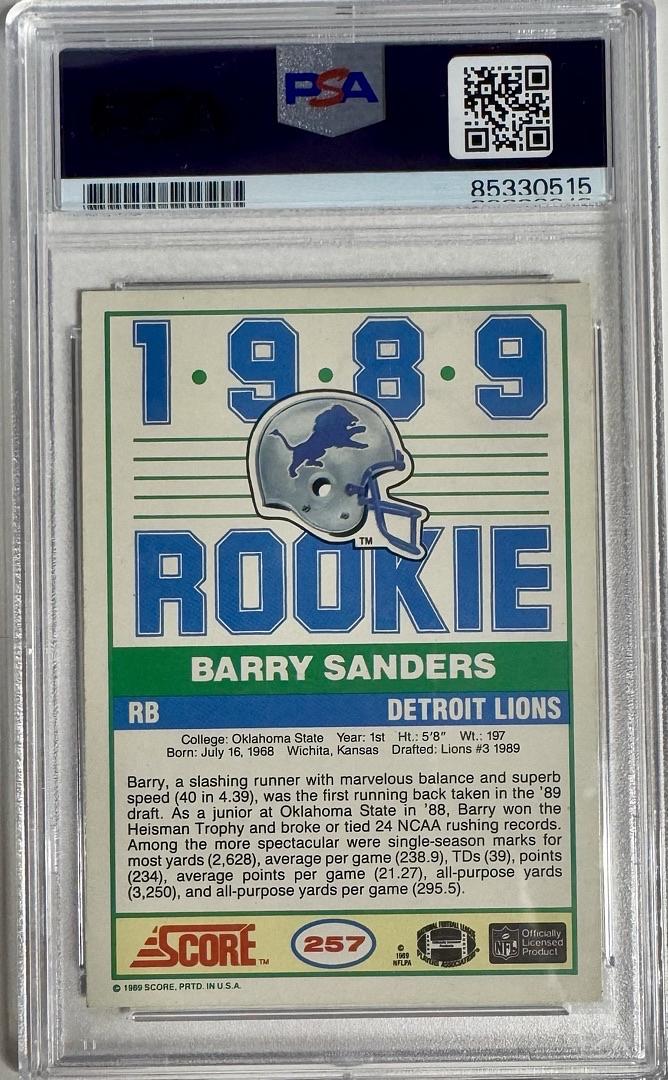 PSA
85330515
1·9·8·9
TM
ROOKIE
BARRY SANDERS
RB DETROIT LIONS
College: Oklahoma State Year: 1st Ht.: 5'8" Wt.: 197
Born: July 16, 1968 Wichita, Kansas Drafted: Lions #3 1989
Barry, a slashing runner with marvelous balance and superb
speed (40 in 4.39), was the first running back taken in the '89
draft. As a junior at Oklahoma State in '88, Barry won the
Heisman Trophy and broke or tied 24 NCAA rushing records.
Among the more spectacular were single-season marks for
most yards (2,628), average per game (238.9), TDs (39), points
(234), average points per game (21.27), all-purpose yards
(3,250), and all-purpose yards per game (295.5).
SCORE TM
257
© 1989 NFLPA
NFL
Officially
Licensed
Product
© 1989 SCORE, PRTD. IN U.S.A.